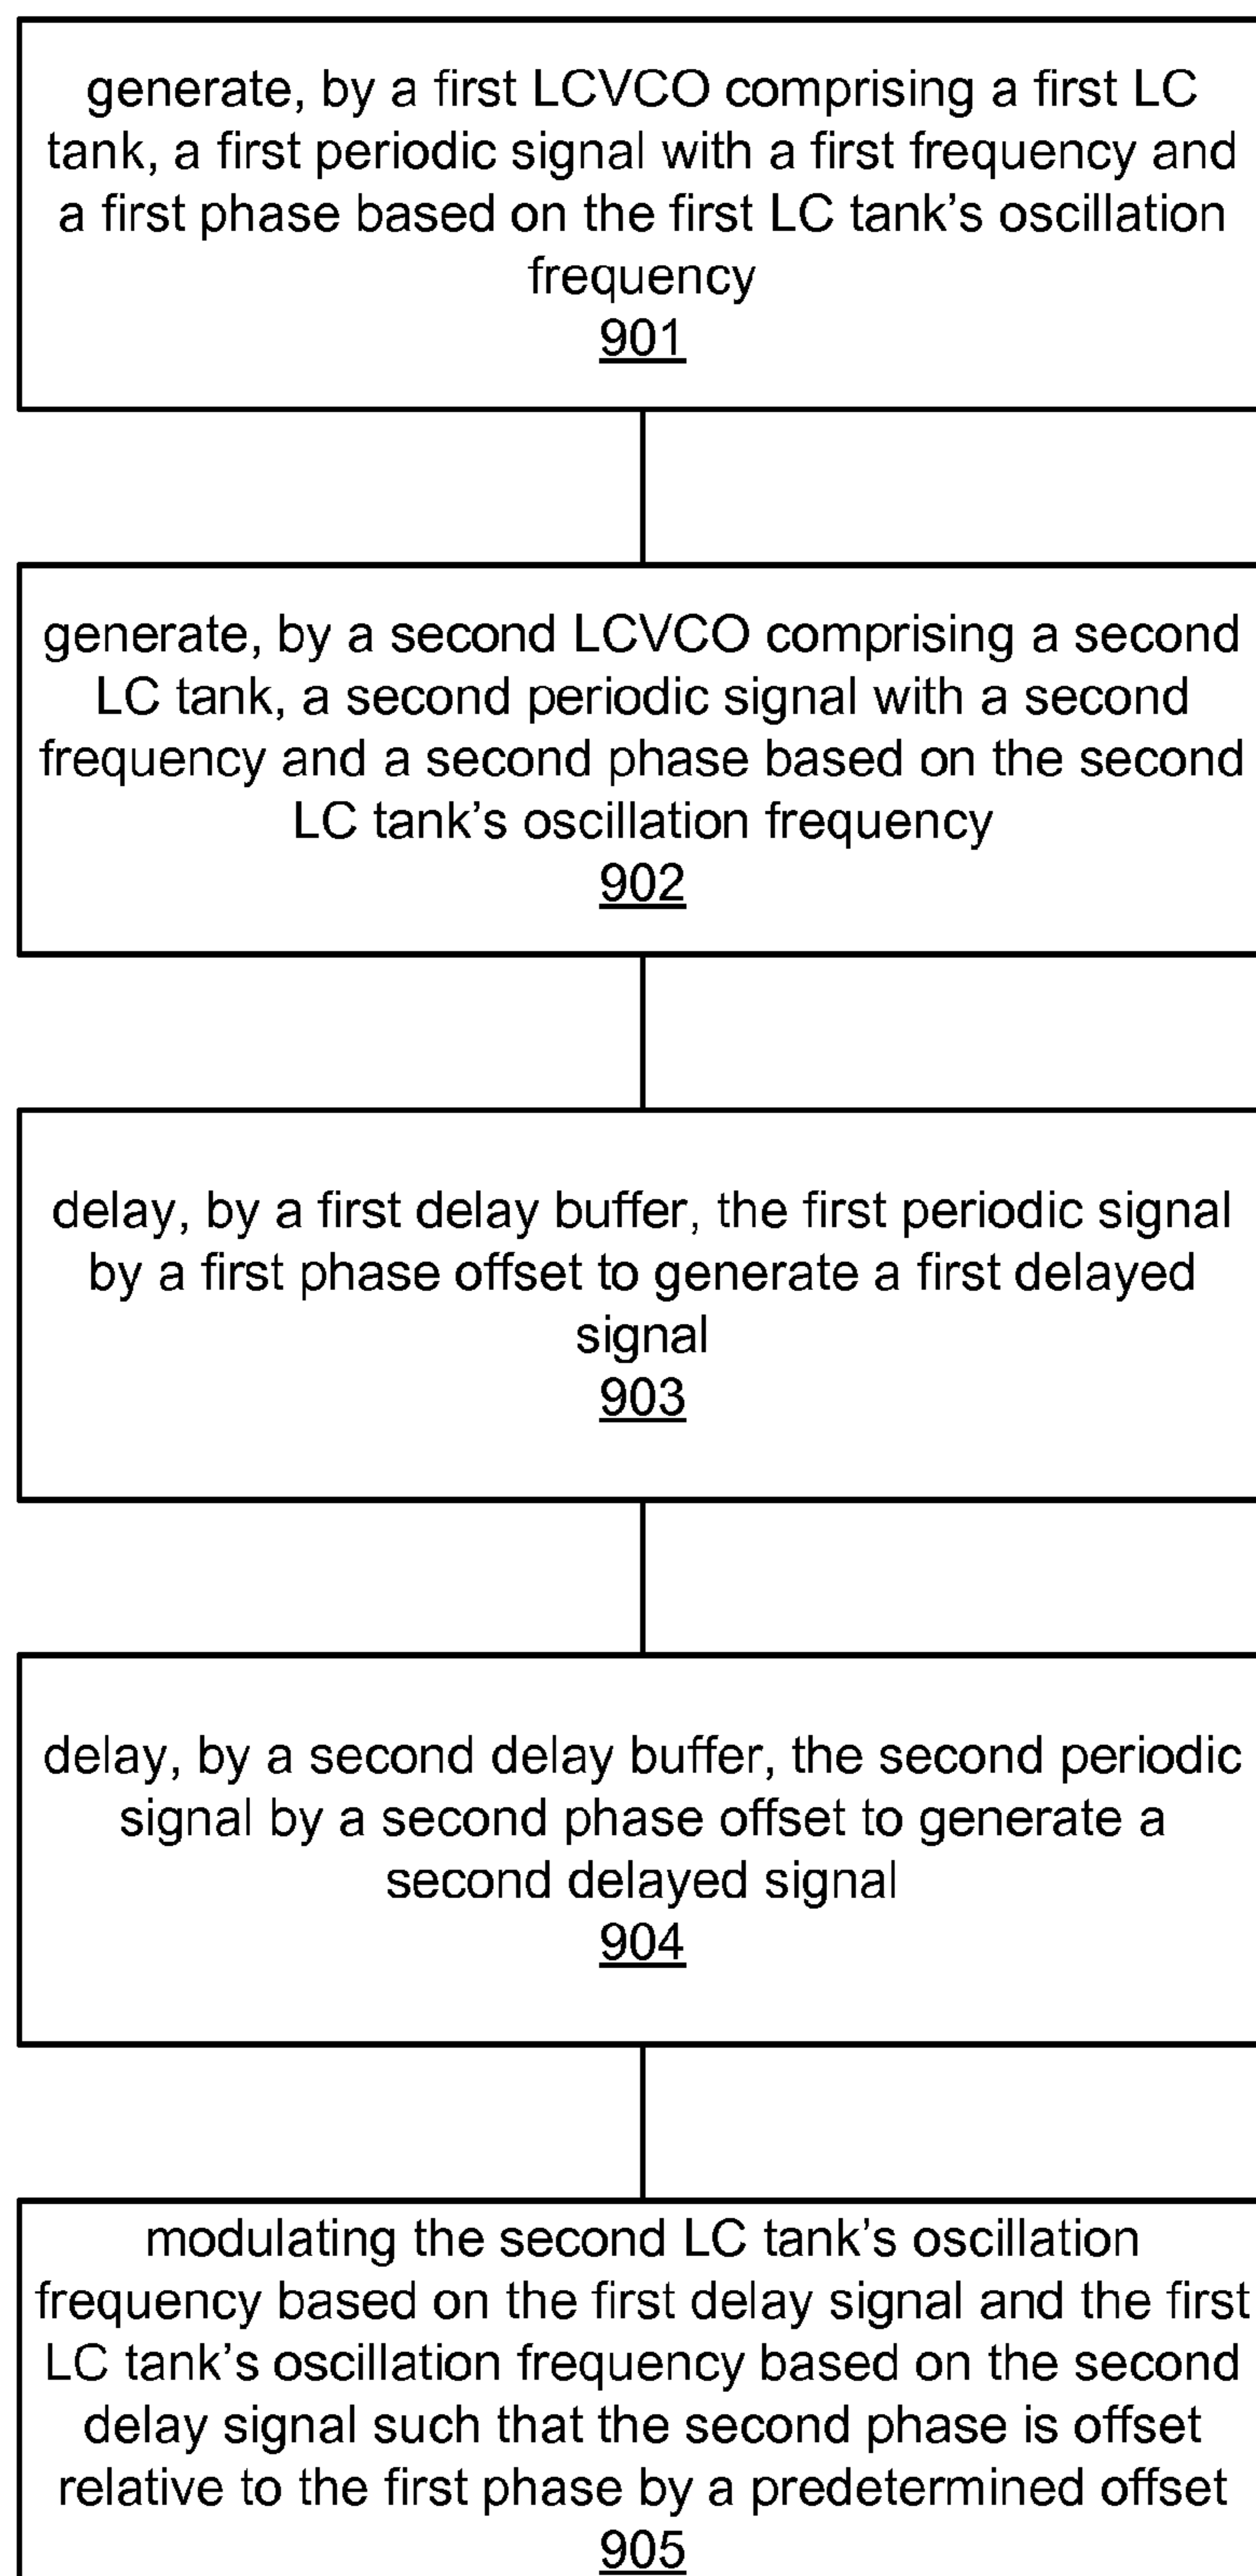 generate, by a first LCVCO comprising a first LC
tank, a first periodic signal with a first frequency and
a first phase based on the first LC tank's oscillation
frequency
901
generate, by a second LCVCO comprising a second
LC tank, a second periodic signal with a second
frequency and a second phase based on the second
LC tank's oscillation frequency
902
delay, by a first delay buffer, the first periodic signal
by a first phase offset to generate a first delayed
signal
903
delay, by a second delay buffer, the second periodic
signal by a second phase offset to generate a
second delayed signal
904
modulating the second LC tank's oscillation
frequency based on the first delay signal and the first
LC tank's oscillation frequency based on the second
delay signal such that the second phase is offset
relative to the first phase by a predetermined offset
905